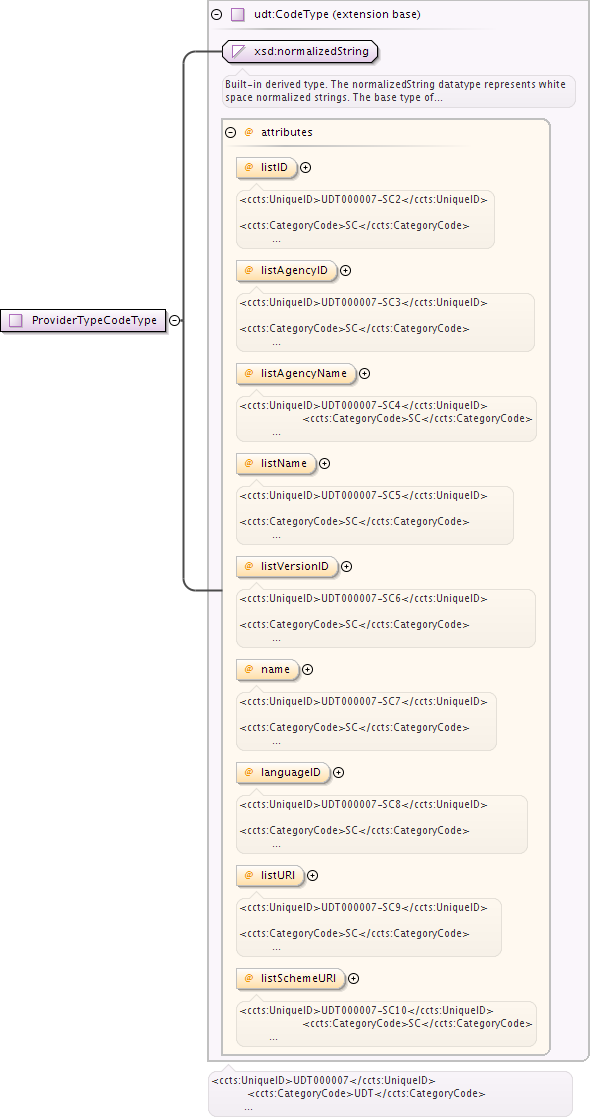 udt:CodeType (extension base)
xsd:normalizedString
Built-in derived type. The normalizedString datatype represents white
space normalized strings. The base type of...
@ attributes
@ listID
<ccts:UniqueID>UDT000007-SC2</ccts:UniqueID>
<ccts:CategoryCode>SC</ccts:CategoryCode>
...
@ listAgencyID
<ccts:UniqueID>UDT000007-SC3</ccts:UniqueID>
<ccts:CategoryCode>SC</ccts:CategoryCode>
...
ProviderTypeCodeType
@ listAgencyName
<ccts:UniqueID>UDT000007-SC4</ccts:UniqueID>
<ccts:CategoryCode>SC</ccts:CategoryCode>
...
@ listName
<ccts:UniqueID>UDT000007-SC5</ccts:UniqueID>
<ccts:CategoryCode>SC</ccts:CategoryCode>
...
@ listVersionID
<ccts:UniqueID>UDT000007-SC6</ccts:UniqueID>
<ccts:CategoryCode>SC</ccts:CategoryCode>
...
@ name
<ccts:UniqueID>UDT000007-SC7</ccts:UniqueID>
<ccts:CategoryCode>SC</ccts:CategoryCode>
...
@ languageID
<ccts:UniqueID>UDT000007-SC8</ccts:UniqueID>
<ccts:CategoryCode>SC</ccts:CategoryCode>
...
@ listURI
<ccts:UniqueID>UDT000007-SC9</ccts:UniqueID>
<ccts:CategoryCode>SC</ccts:CategoryCode>
...
@ listSchemeURI
<ccts:UniqueID>UDT000007-SC10</ccts:UniqueID>
<ccts:CategoryCode>SC</ccts:CategoryCode>
...
<ccts:UniqueID>UDT000007</ccts:UniqueID>
<ccts:CategoryCode>UDT</ccts:CategoryCode>
...